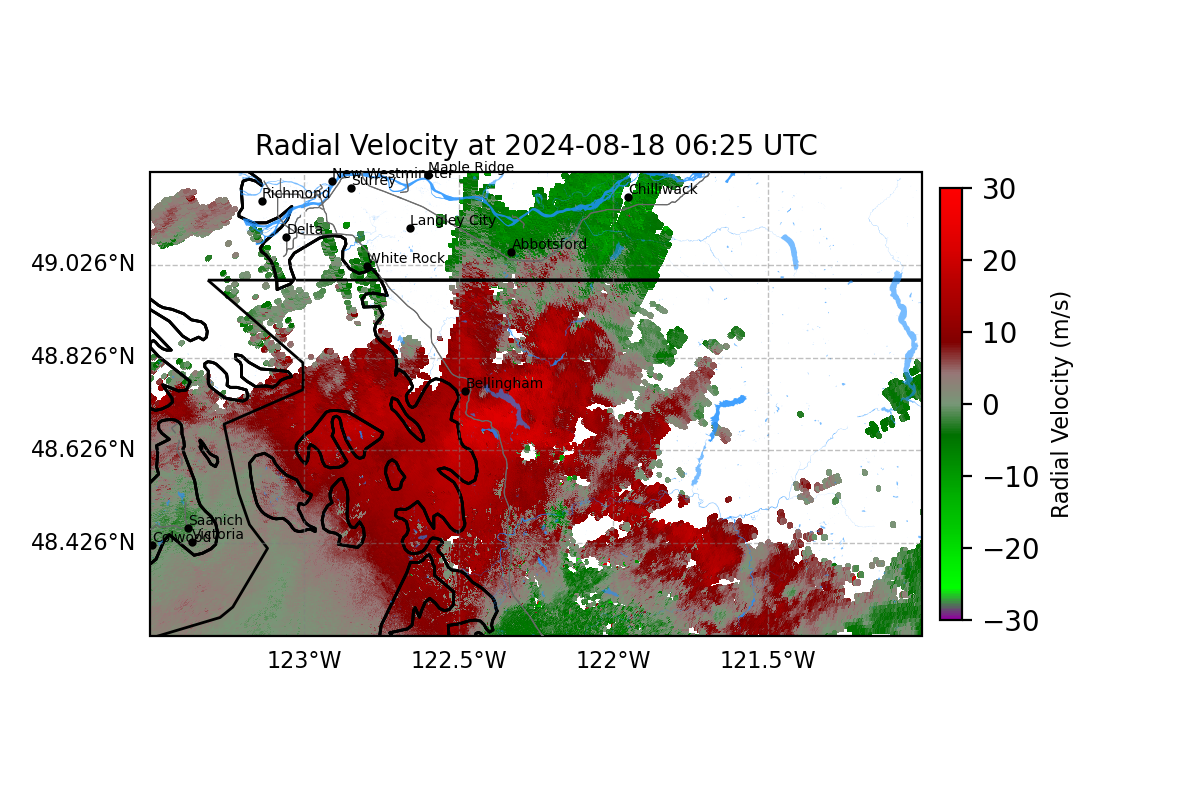 Radial Velocity at 2024-08-18 06:25 UTC
Maple Ridge
New Westminster
Surrey
Richmond
Chilliwack
Langley City
Delta
Abbotsford
White Rock
Bellingham
Saanich
Victoria
Colwood
49.026°N
48.826°N
48.626°N
48.426°N
123°W
122.5°W
122°W
121.5°W
30
20
10
0
−10
−20
−30
Radial Velocity (m/s)